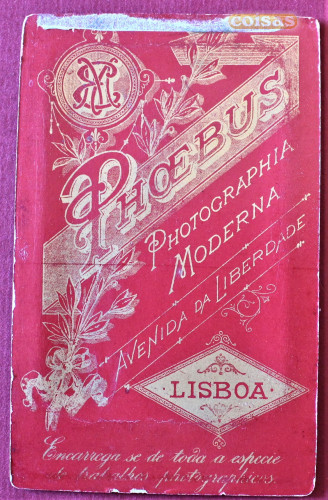 coisas
PHŒBUS
PHOTOGRAPHIA
MODERNA
AVENIDA DA LIBERDADE
LISBOA
Encarrega se de toda a especie
de trabalhos photographicos.